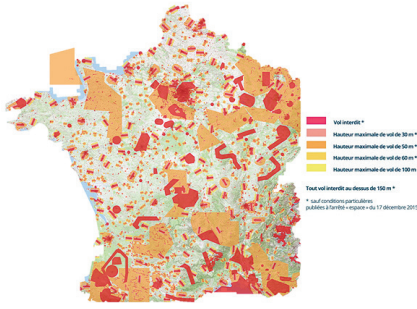 Vol interdit *
Hauteur maximale de vol de 30 m *
Hauteur maximale de vol de 50 m *
Hauteur maximale de vol de 60 m *
Hauteur maximale de vol de 100 m
Tout vol interdit au dessus de 150 m *
* sauf conditions particulières
publiées à l'arrêté « espace » du 17 décembre 2015